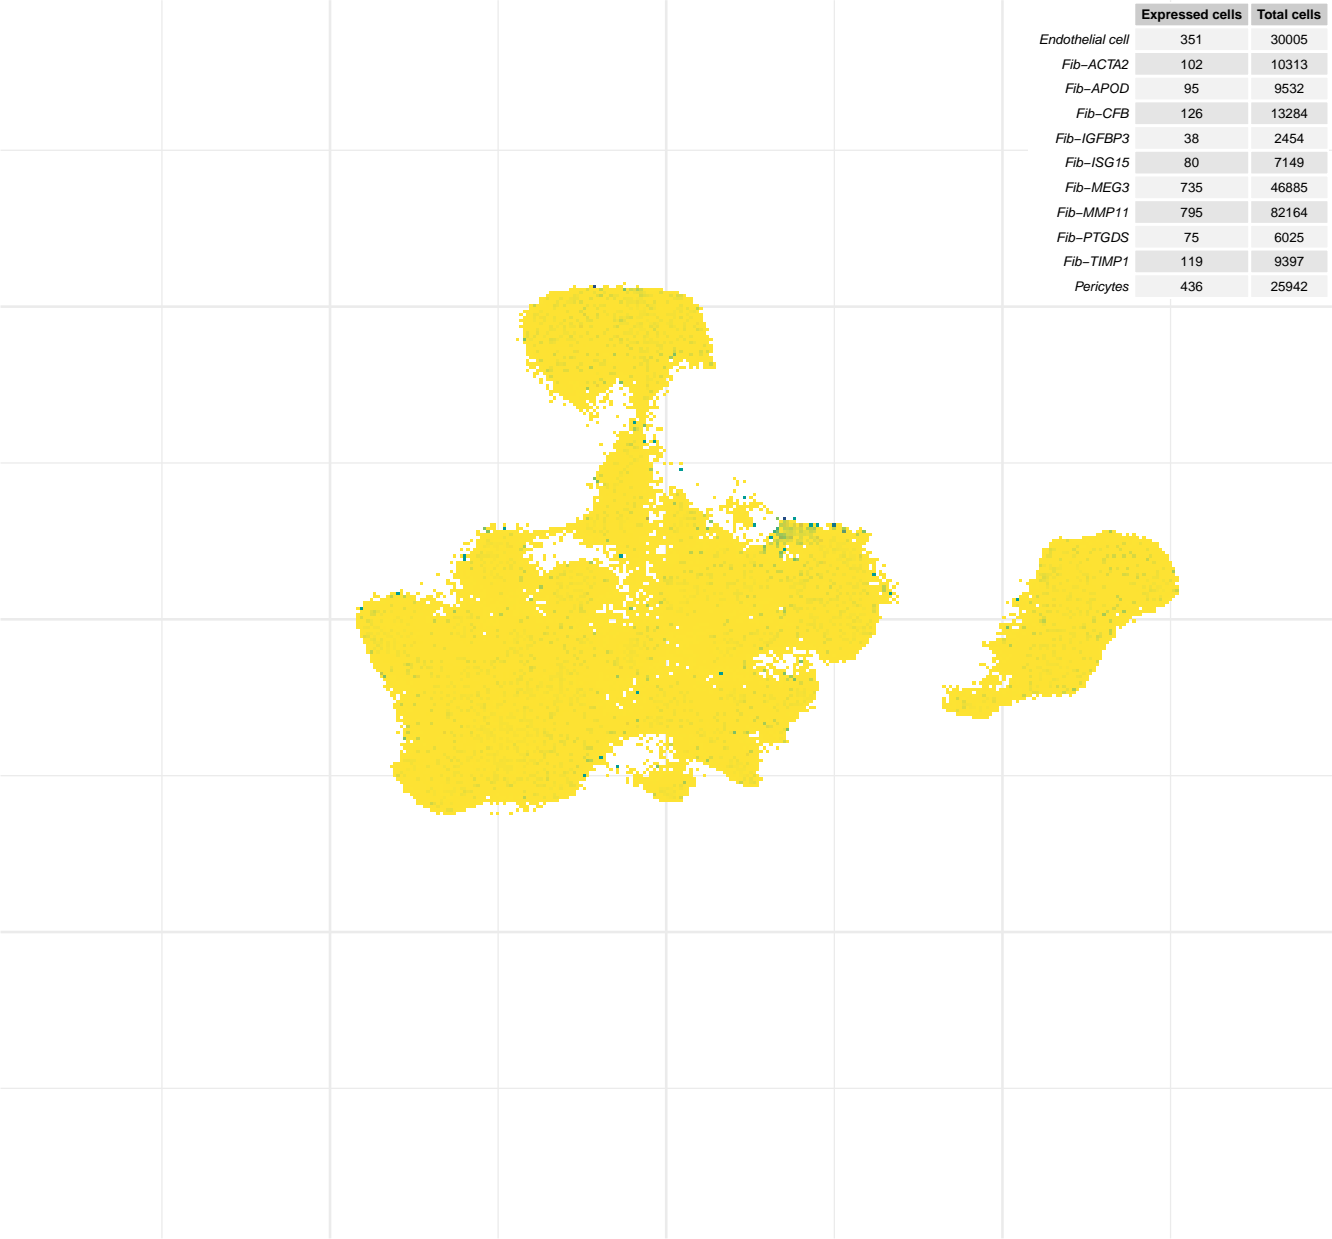 Expressed cells Total cells
Endothelial cell 351 30005
Fib−ACTA2 102 10313
Fib−APOD 95 9532
Fib−CFB 126 13284
Fib−IGFBP3 38 2454
Fib−ISG15 80 7149
Fib−MEG3 735 46885
Fib−MMP11 795 82164
Fib−PTGDS 75 6025
Fib−TIMP1 119 9397
Pericytes 436 25942